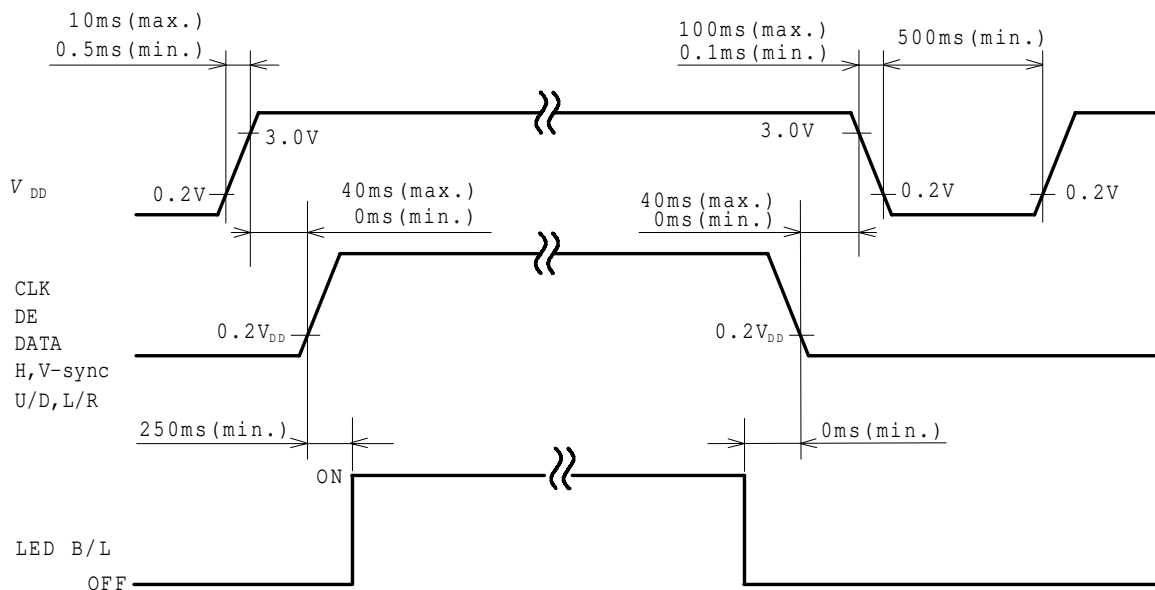 10ms(max.)
0.5ms(min.)
100ms(max.)
0.1ms(min.)
500ms(min.)
3.0V
3.0V
VDD
0.2V
0.2V
0.2V
40ms(max.)
0ms(min.)
40ms(max.)
0ms(min.)
CLK
DE
DATA
H,V-sync
U/D,L/R
0.2VDD
0.2VDD
250ms(min.)
0ms(min.)
ON
LED B/L
OFF